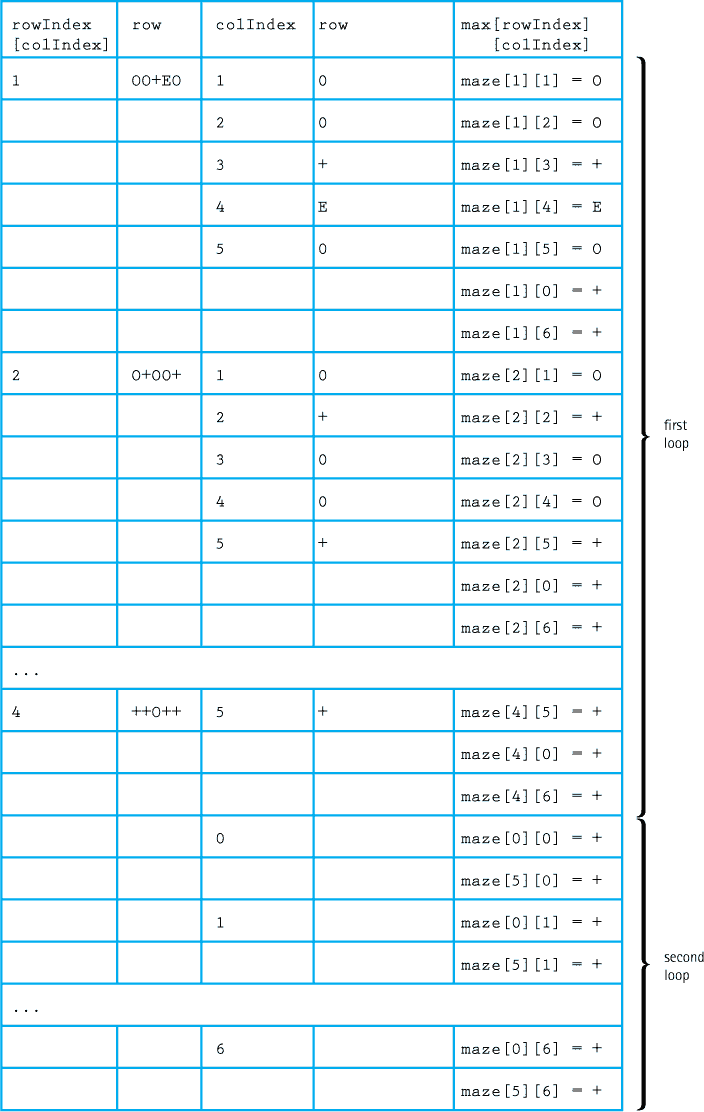 rowIndex row colIndex row max[rowIndex]
[colIndex] [colIndex]
1 OO+EO 1 O maze[1][1] = O
2 O maze[1][2] = O
3 + maze[1][3] = +
4 E maze[1][4] = E
5 O maze[1][5] = O
maze[1][0] = +
maze[1][6] = +
2 O+OO+ 1 O maze[2][1] = O
2 + maze[2][2] = +
first
3 O maze[2][3] = O
loop
4 O maze[2][4] = O
5 + maze[2][5] = +
maze[2][0] = +
maze[2][6] = +
...
4 ++O++ 5 + maze[4][5] = +
maze[4][0] = +
maze[4][6] = +
0 maze[0][0] = +
maze[5][0] = +
1 maze[0][1] = +
maze[5][1] = +
second
loop
...
6 maze[0][6] = +
maze[5][6] = +